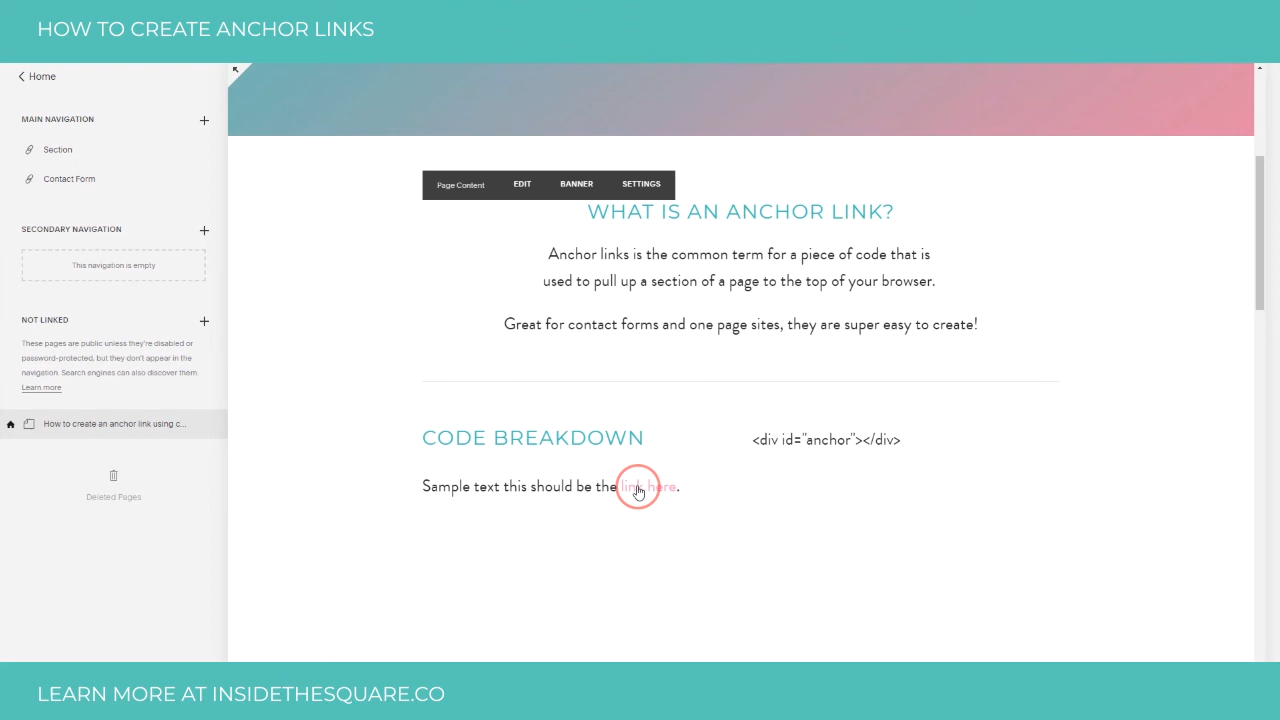 HOW TO CREATE ANCHOR LINKS
Home
MAIN NAVIGATION
Section
Contact Form
SECONDARY NAVIGATION
This navigation is empty
NOT LINKED
These pages are public unless they're disabled or
password-protected, but they don't appear in the
navigation. Search engines can also discover them.
Learn more
How to create an anchor link using c...
Deleted Pages
Page Content EDIT BANNER SETTINGS
WHAT IS AN ANCHOR LINK?
Anchor links is the common term for a piece of code that is
used to pull up a section of a page to the top of your browser.
Great for contact forms and one page sites, they are super easy to create!
CODE BREAKDOWN
<div id="anchor"></div>
Sample text this should be the link here.
LEARN MORE AT INSIDETHESQUARE.CO